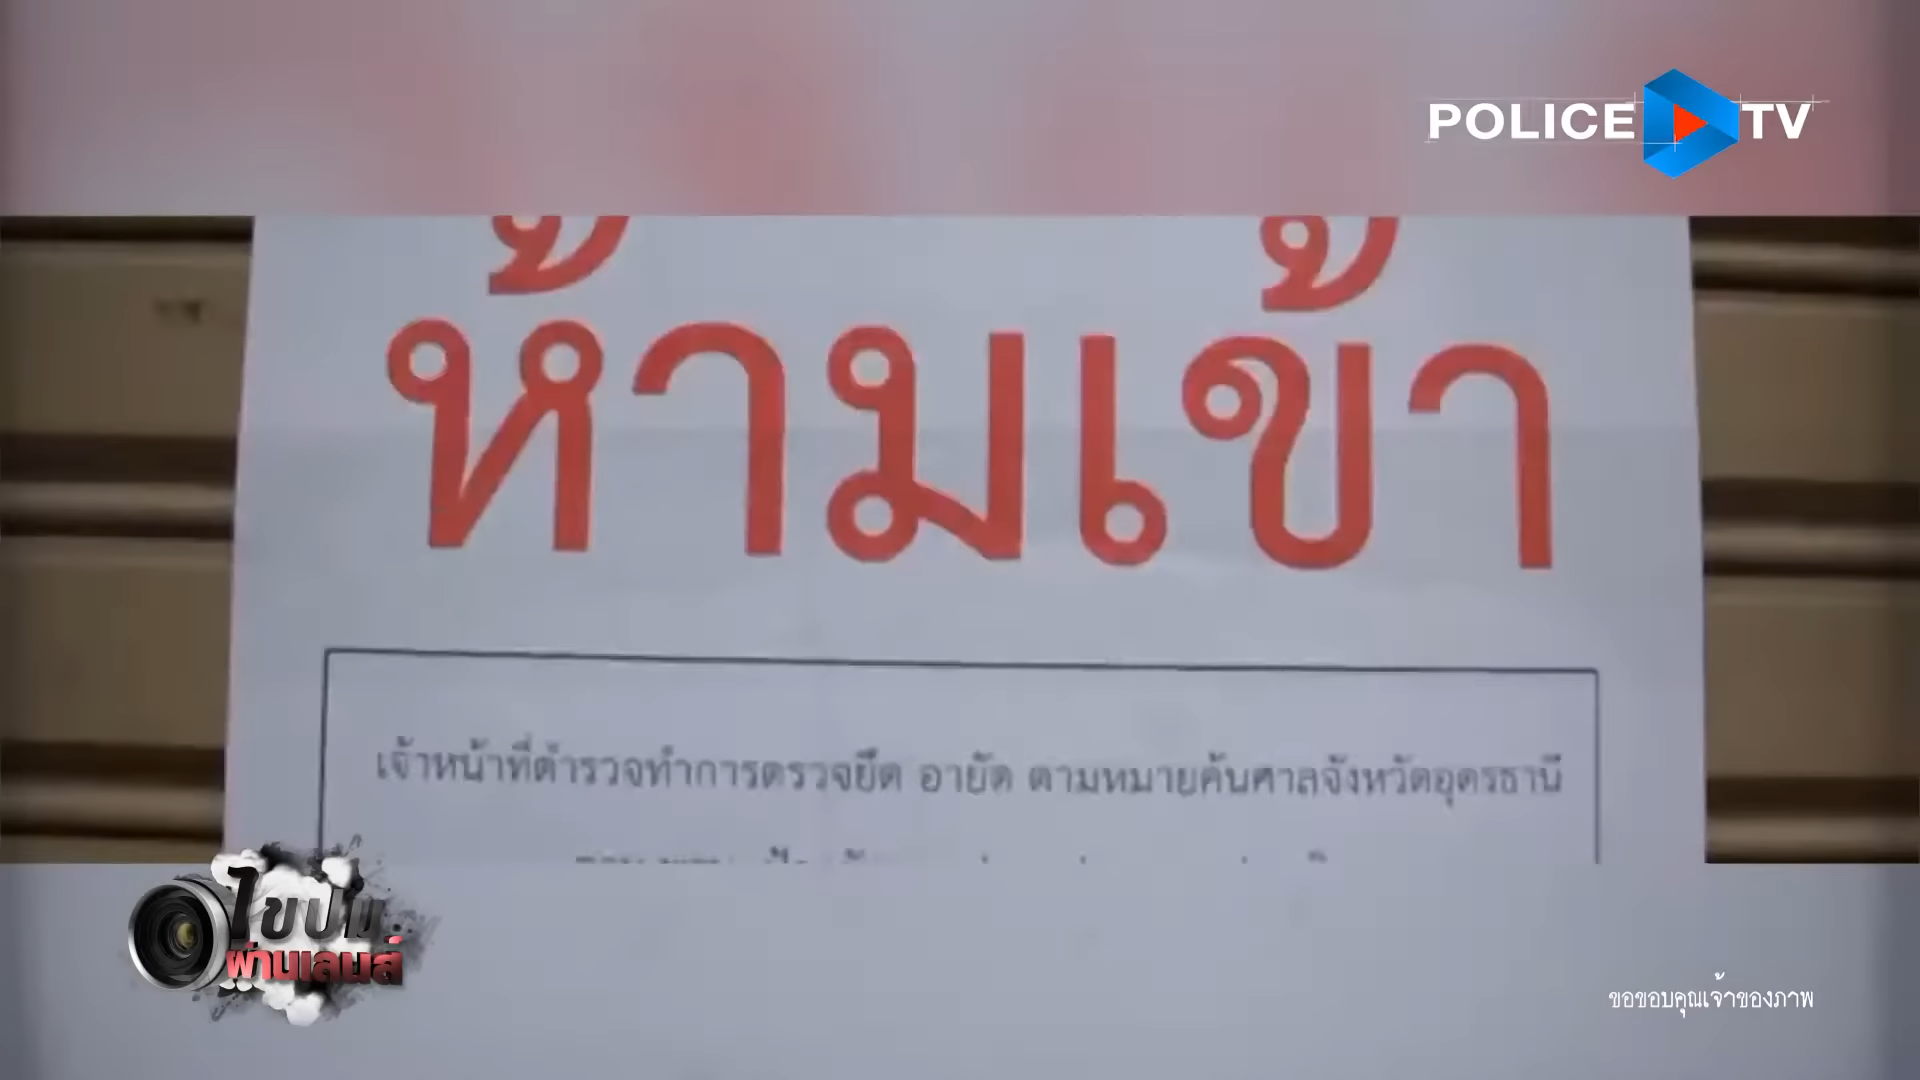 POLICE TV
ห้ามเข้า
เจ้าหน้าที่ตำรวจทำการตรวจยึด อายัด ตามหมายค้นศาลจังหวัดอุดรธานี
ไขปม
ผ่านเลนส์
ขอขอบคุณเจ้าของภาพ